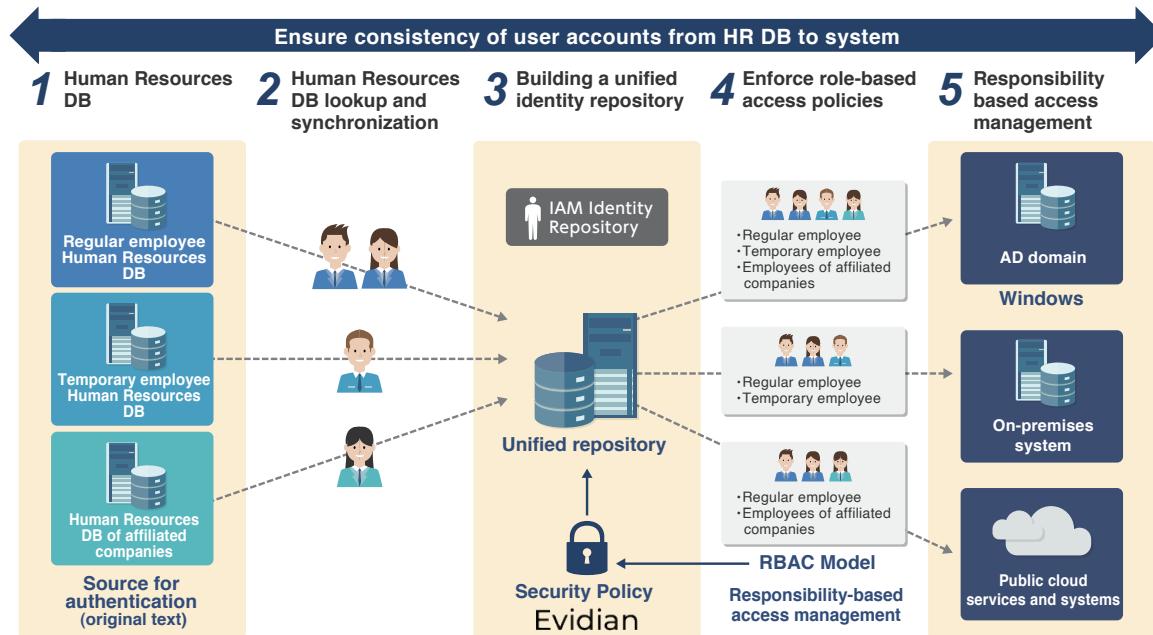 Ensure consistency of user accounts from HR DB to system
1 Human Resources
DB
2 Human Resources
DB lookup and
synchronization
3 Building a unified
identity repository
4 Enforce role-based
access policies
5 Responsibility
based access
management
Regular employee
Human Resources
DB
Temporary employee
Human Resources
DB
Human Resources
DB of affiliated
companies
Source for
authentication
(original text)
IAM Identity
Repository
Unified repository
Security Policy
Evidian
・Regular employee
・Temporary employee
・Employees of affiliated
companies
・Regular employee
・Temporary employee
・Regular employee
・Employees of affiliated
companies
RBAC Model
Responsibility-based
access management
AD domain
Windows
On-premises
system
Public cloud
services and systems